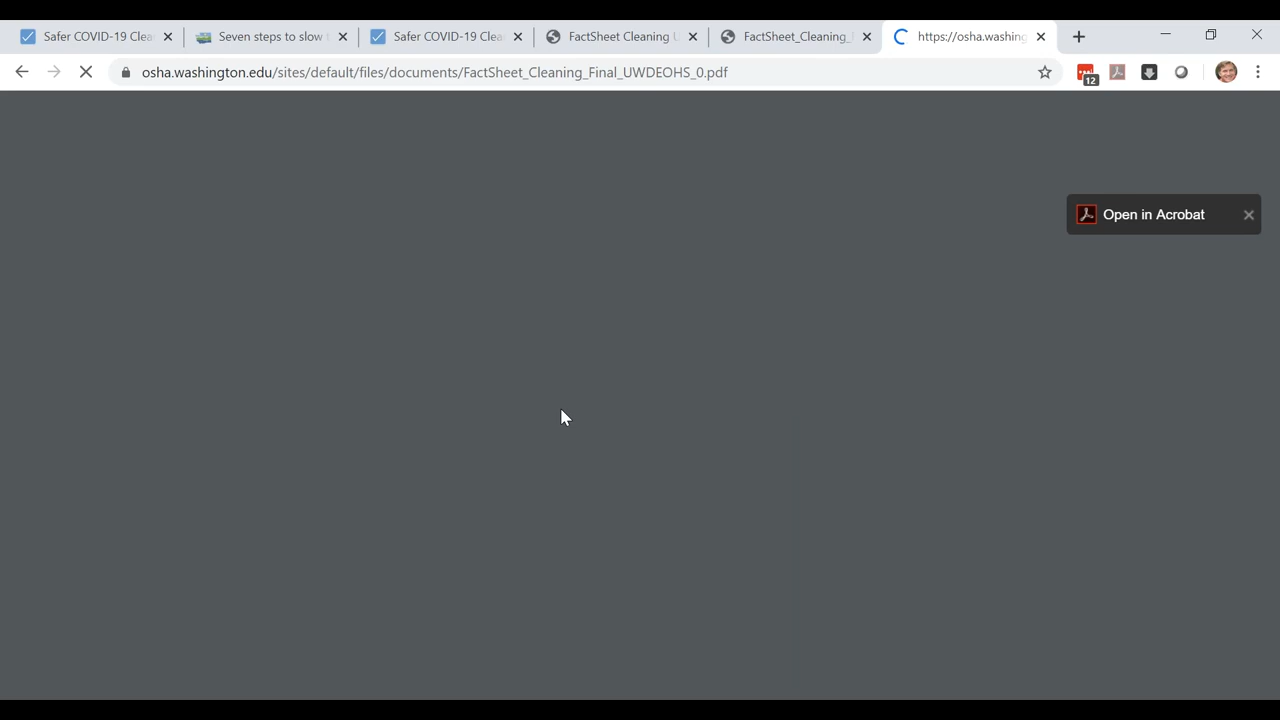 Safer COVID-19 Clea
Seven steps to slow
Safer COVID-19 Clea
FactSheet Cleaning U
FactSheet_Cleaning_
https://osha.washing
osha.washington.edu/sites/default/files/documents/FactSheet_Cleaning_Final_UWDEOHS_0.pdf
12
Open in Acrobat